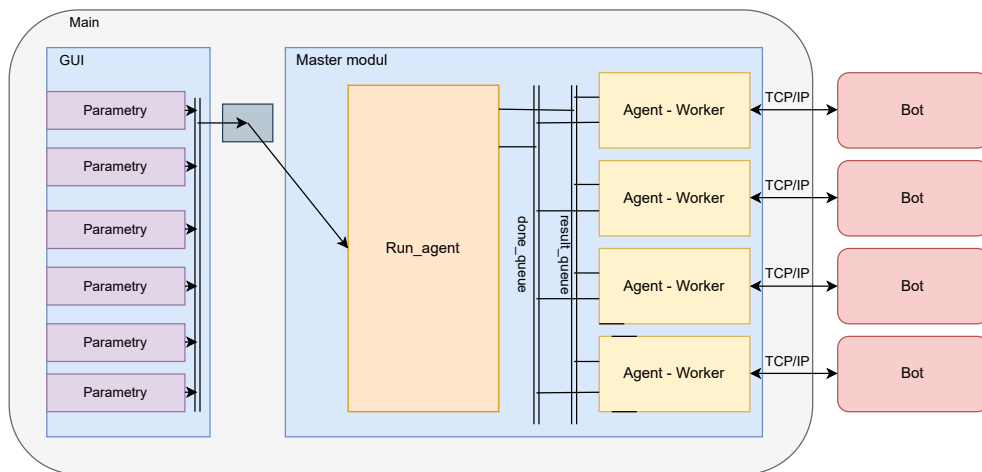 Main
GUI
Parametry
Parametry
Parametry
Parametry
Parametry
Parametry
Master modul
Run_agent
done_queue
result_queue
Agent - Worker
TCP/IP
Bot
Agent - Worker
TCP/IP
Bot
Agent - Worker
TCP/IP
Bot
Agent - Worker
TCP/IP
Bot